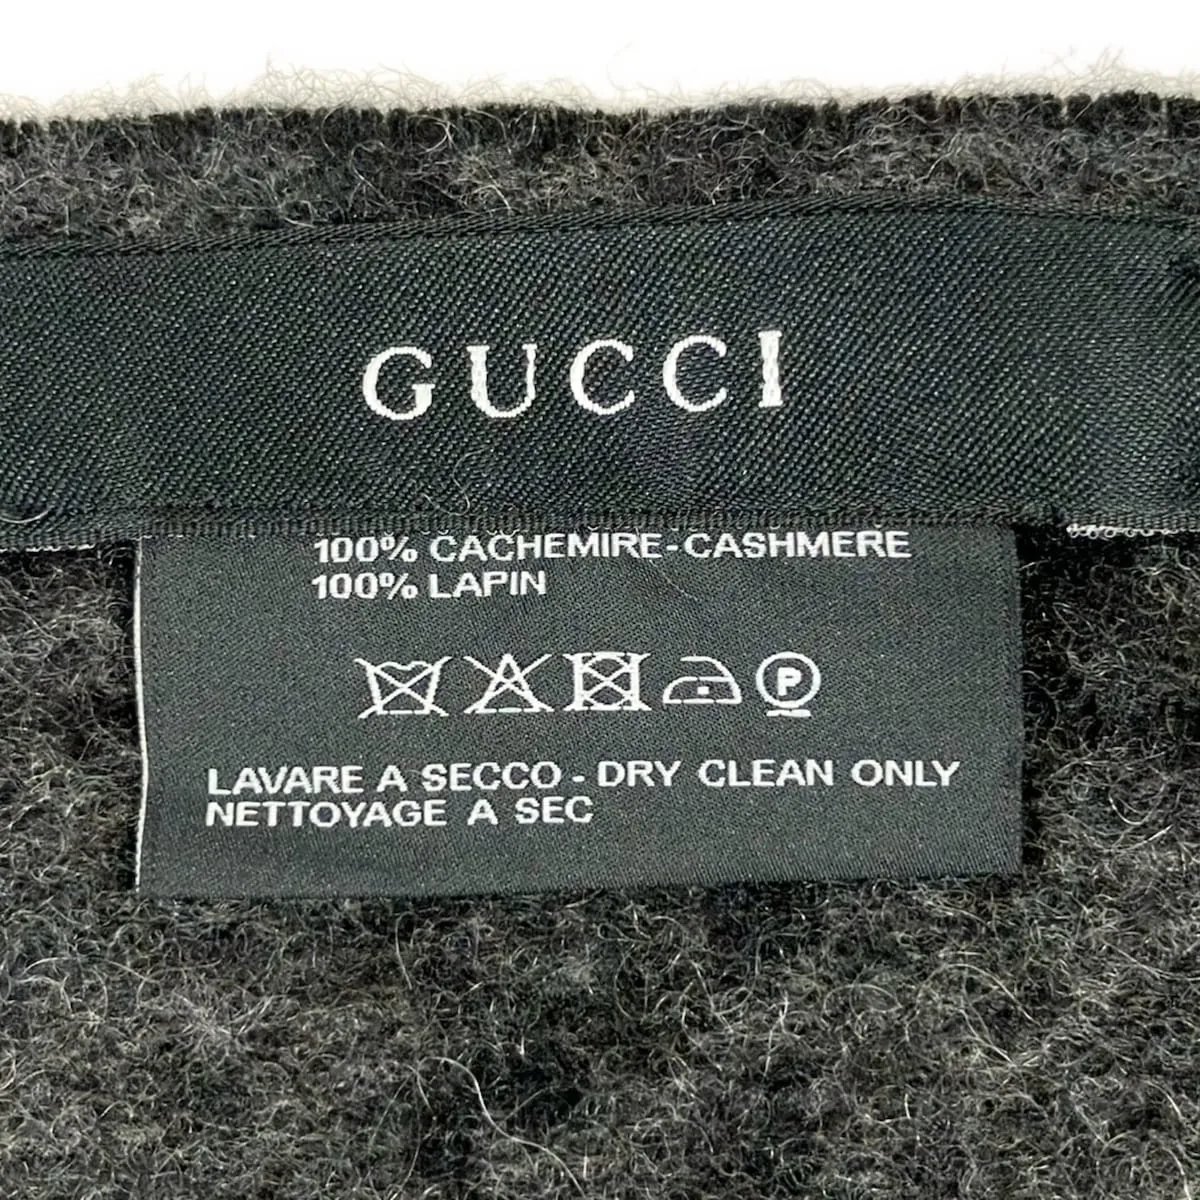 GUCCI
100% CACHEMIRE-CASHMERE
100% LAPIN
P
LAVARE A SECCO - DRY CLEAN ONLY
NETTOYAGE A SEC